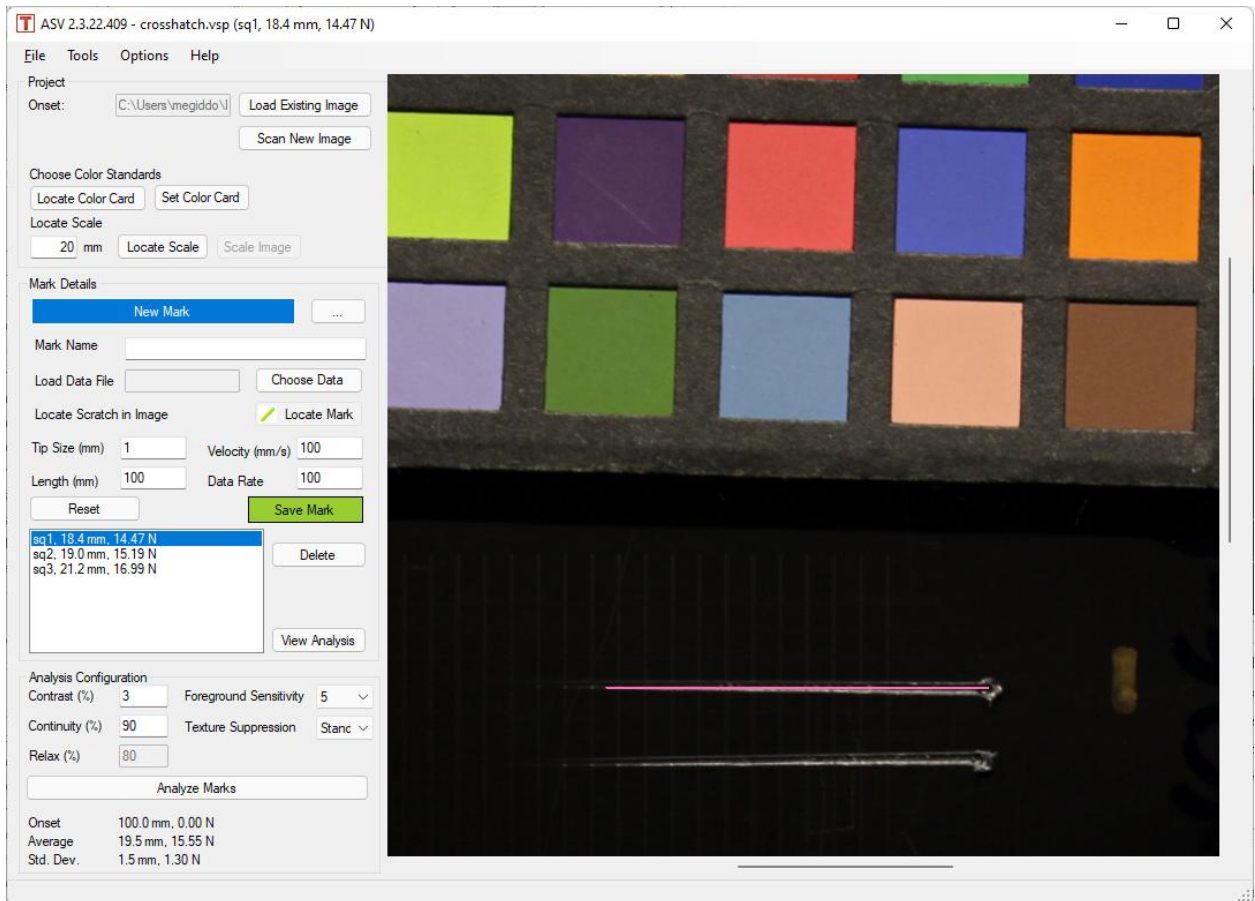 T ASV 2.3.22.409 - crosshatch.vsp (sq1, 18.4 mm, 14.47 N)
File Tools Options Help
Project
Onset: C:\Users\megiddo\I Load Existing Image
Scan New Image
Choose Color Standards
Locate Color Card Set Color Card
Locate Scale
20 mm Locate Scale Scale Image
Mark Details
New Mark ...
Mark Name
Load Data File Choose Data
Locate Scratch in Image Locate Mark
Tip Size (mm) 1 Velocity (mm/s) 100
Length (mm) 100 Data Rate 100
Reset Save Mark
sq1, 18.4 mm, 14.47 N
sq2, 19.0 mm, 15.19 N
sq3, 21.2 mm, 16.99 N
Delete
View Analysis
Analysis Configuration
Contrast (%) 3 Foreground Sensitivity 5
Continuity (%) 90 Texture Suppression Stanc
Relax (%) 80
Analyze Marks
Onset 100.0 mm, 0.00 N
Average 19.5 mm, 15.55 N
Std. Dev. 1.5 mm, 1.30 N